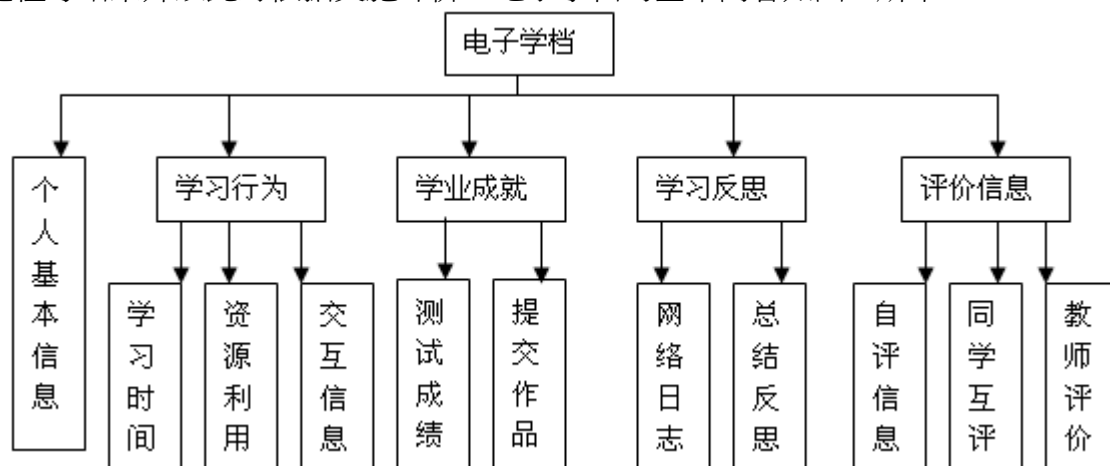 电子学档
个人基本信息
学习行为
学业成就
学习反思
评价信息
学习时间
资源利用
交互信息
测试成绩
提交作品
网络日志
总结反思
自评信息
同学互评
教师评价